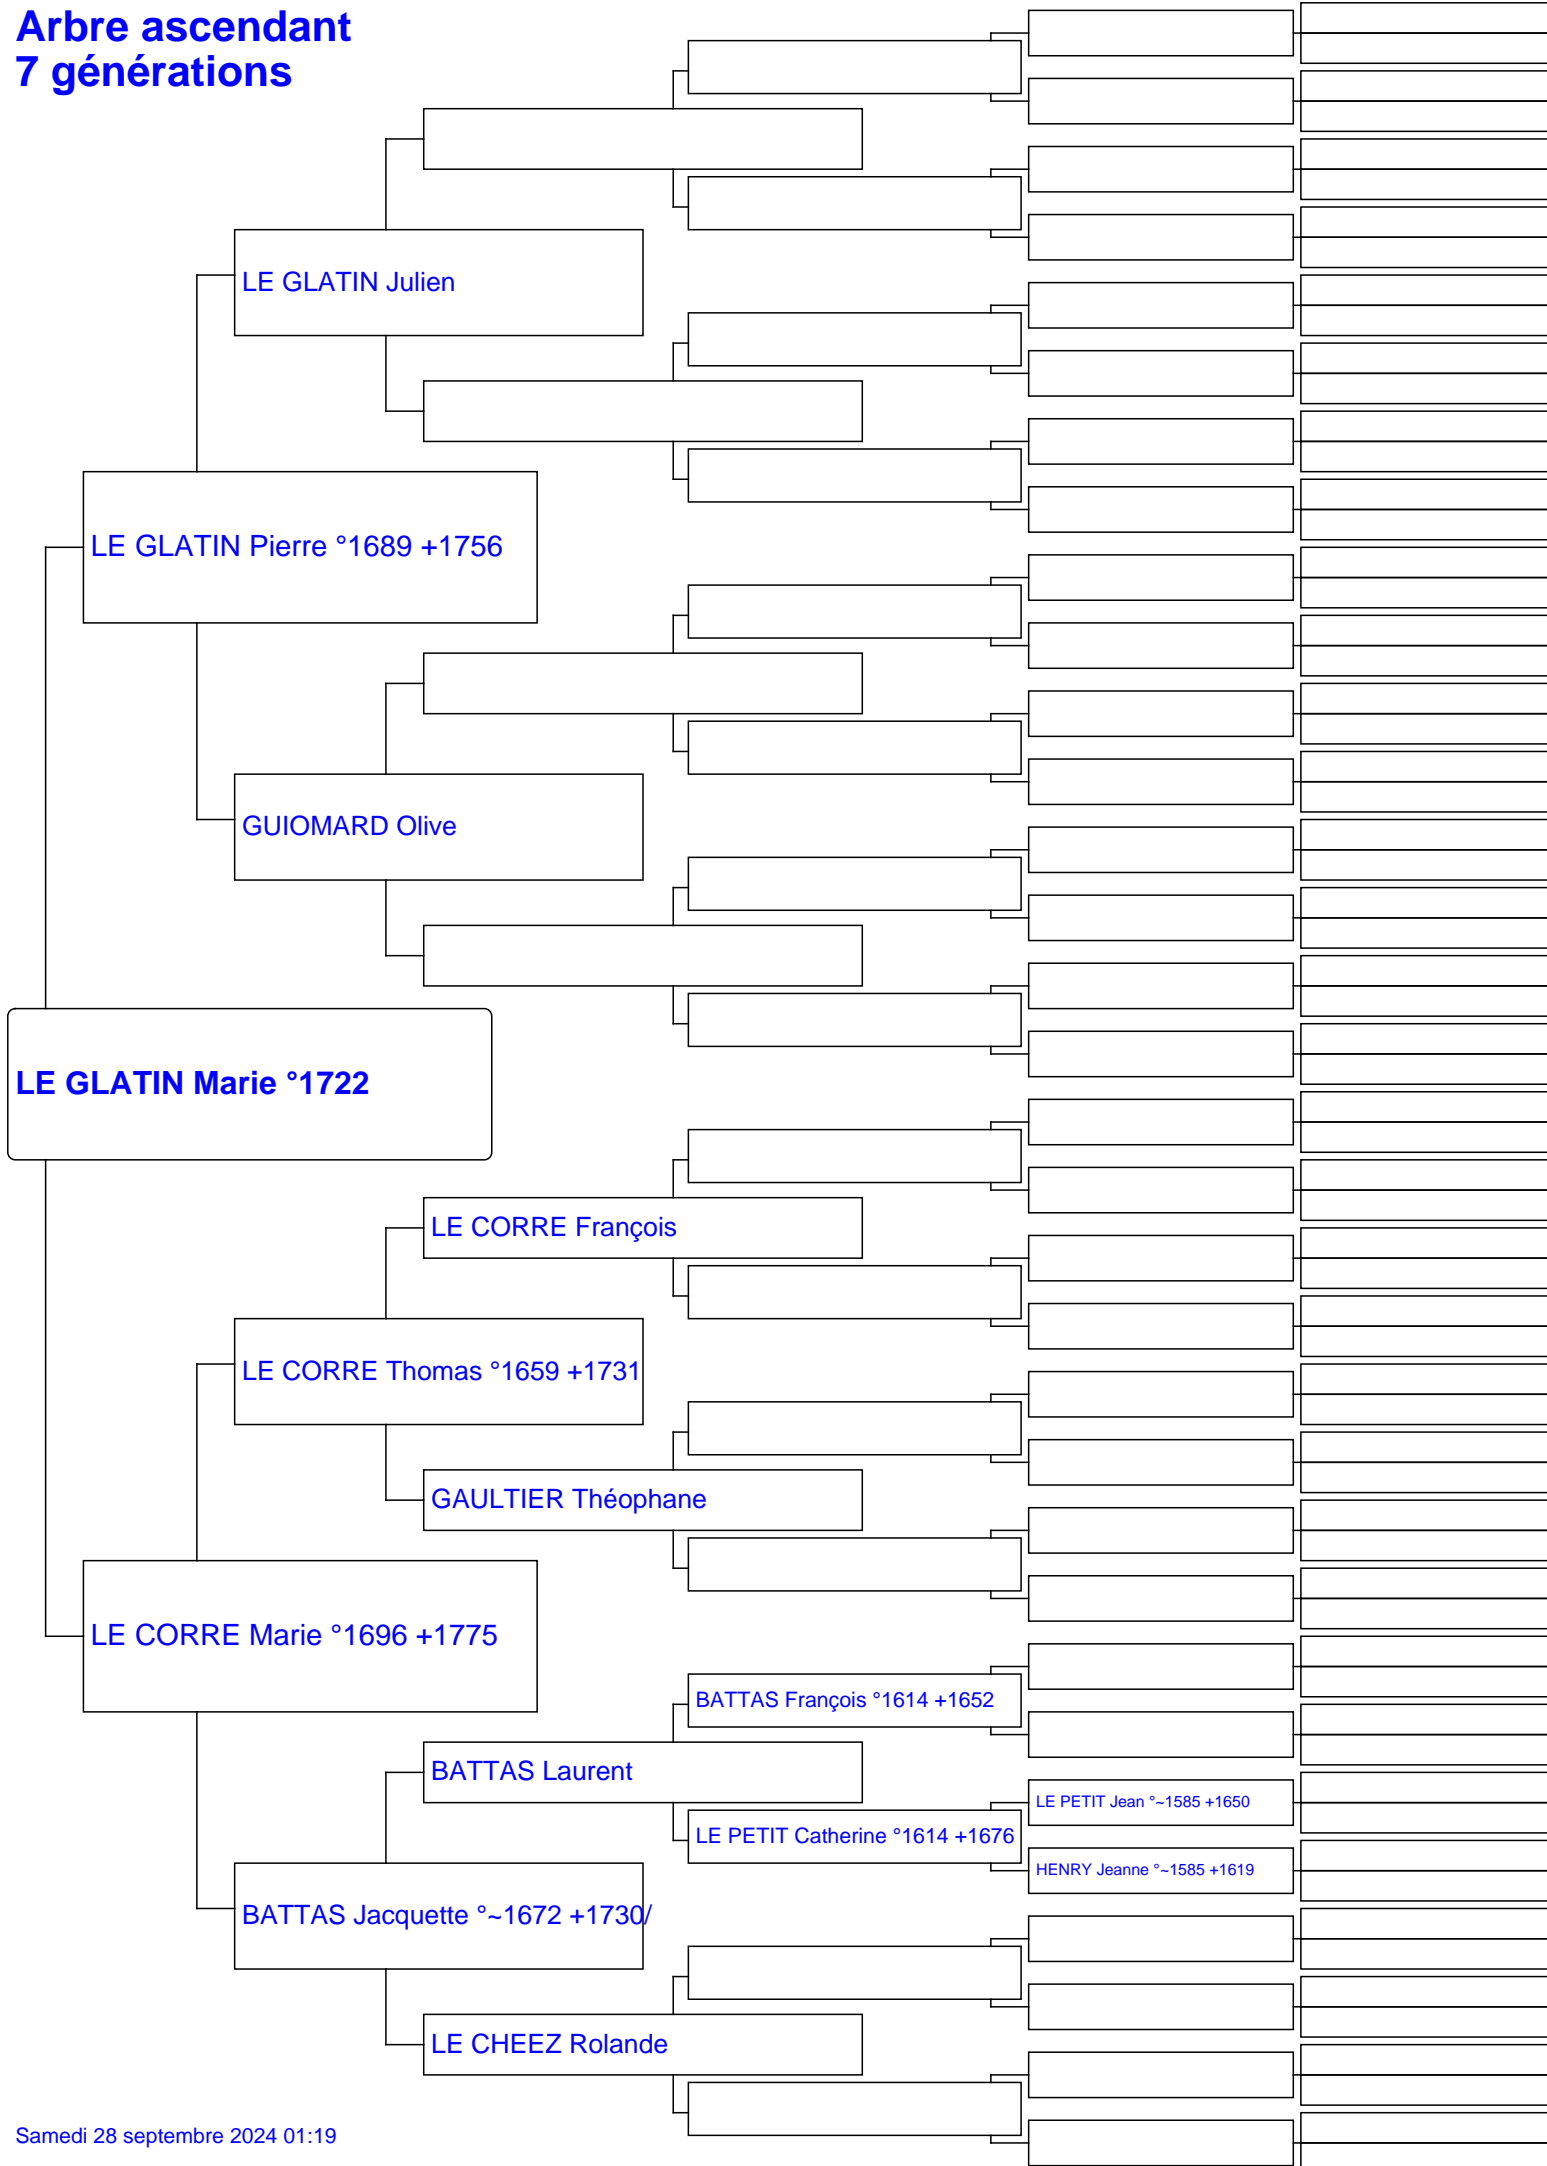 Arbre ascendant
7 générations
LE GLATIN Julien
LE GLATIN Pierre °1689 +1756
GUIOMARD Olive
LE GLATIN Marie °1722
LE CORRE François
LE CORRE Thomas °1659 +1731
GAULTIER Théophane
LE CORRE Marie °1696 +1775
BATTAS François °1614 +1652
BATTAS Laurent
LE PETIT Jean °~1585 +1650
LE PETIT Catherine °1614 +1676
HENRY Jeanne °~1585 +1619
BATTAS Jacquette °~1672 +1730/
LE CHEEZ Rolande
Samedi 28 septembre 2024 01:19